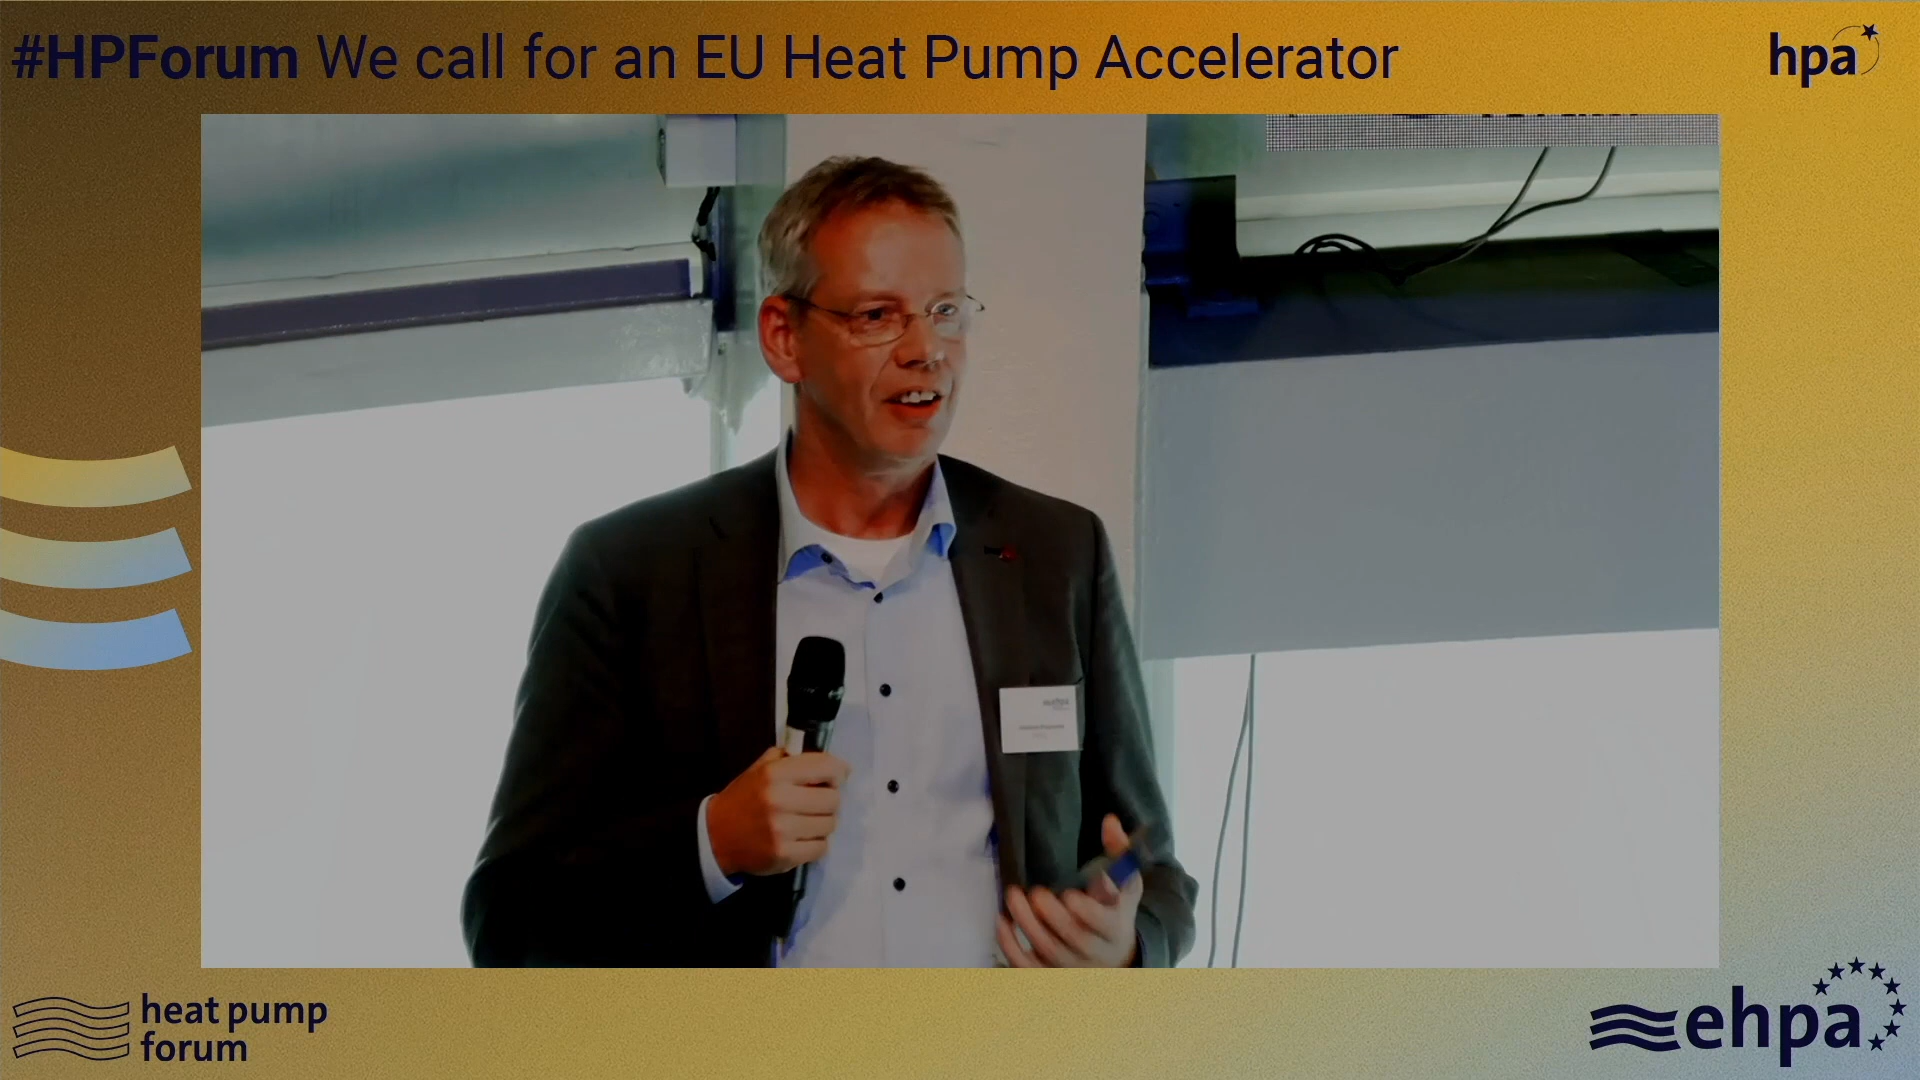 #HPForum We call for an EU Heat Pump Accelerator
hpa
heat pump
forum
ehpa